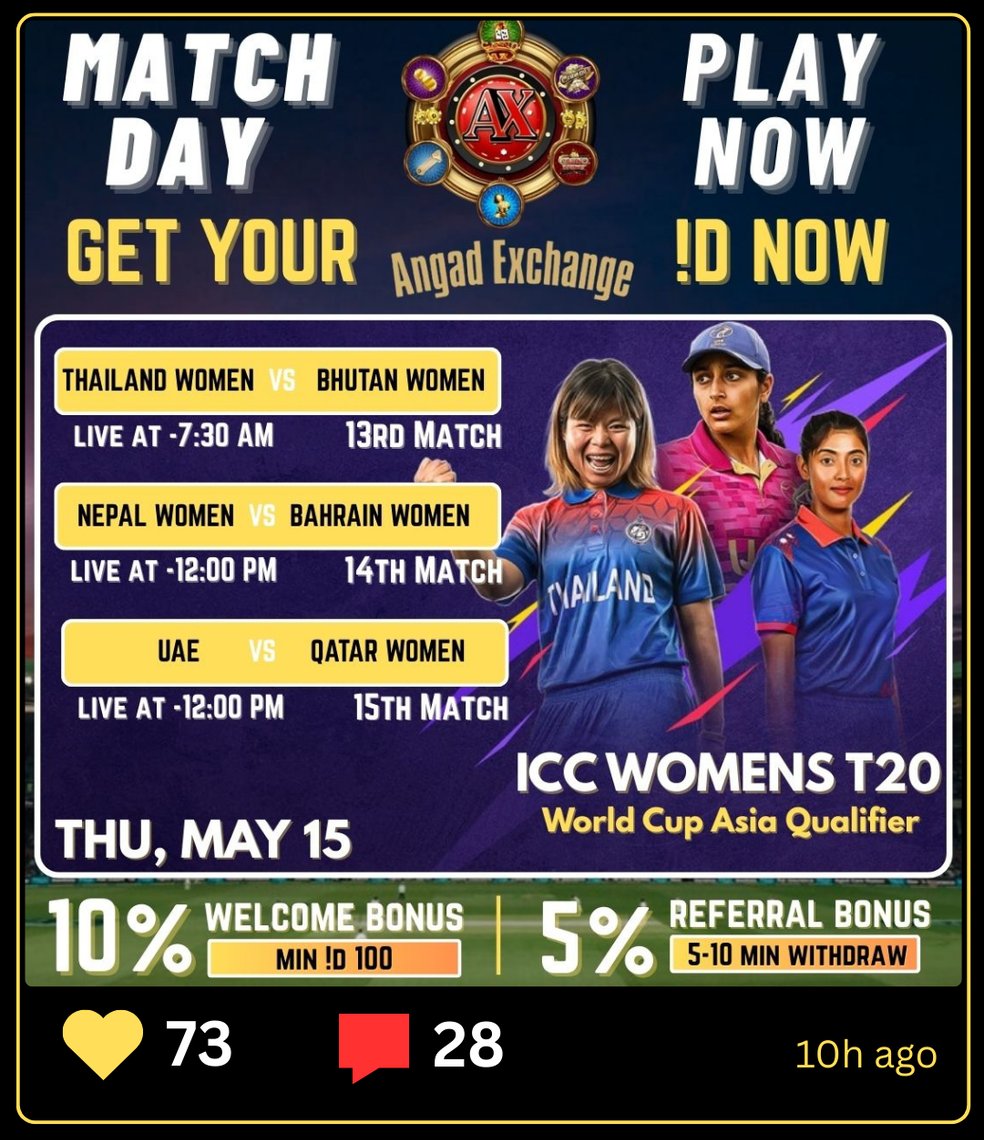 MATCH DAY
PLAY NOW
GET YOUR
!D NOW
AX
Angad Exchange
THAILAND WOMEN VS BHUTAN WOMEN
LIVE AT -7:30 AM 13RD MATCH
NEPAL WOMEN VS BAHRAIN WOMEN
LIVE AT -12:00 PM 14TH MATCH
UAE VS QATAR WOMEN
LIVE AT -12:00 PM 15TH MATCH
THAILAND
U
ICC WOMENS T20
World Cup Asia Qualifier
THU, MAY 15
10% WELCOME BONUS
MIN !D 100
5% REFERRAL BONUS
5-10 MIN WITHDRAW
73
28
10h ago